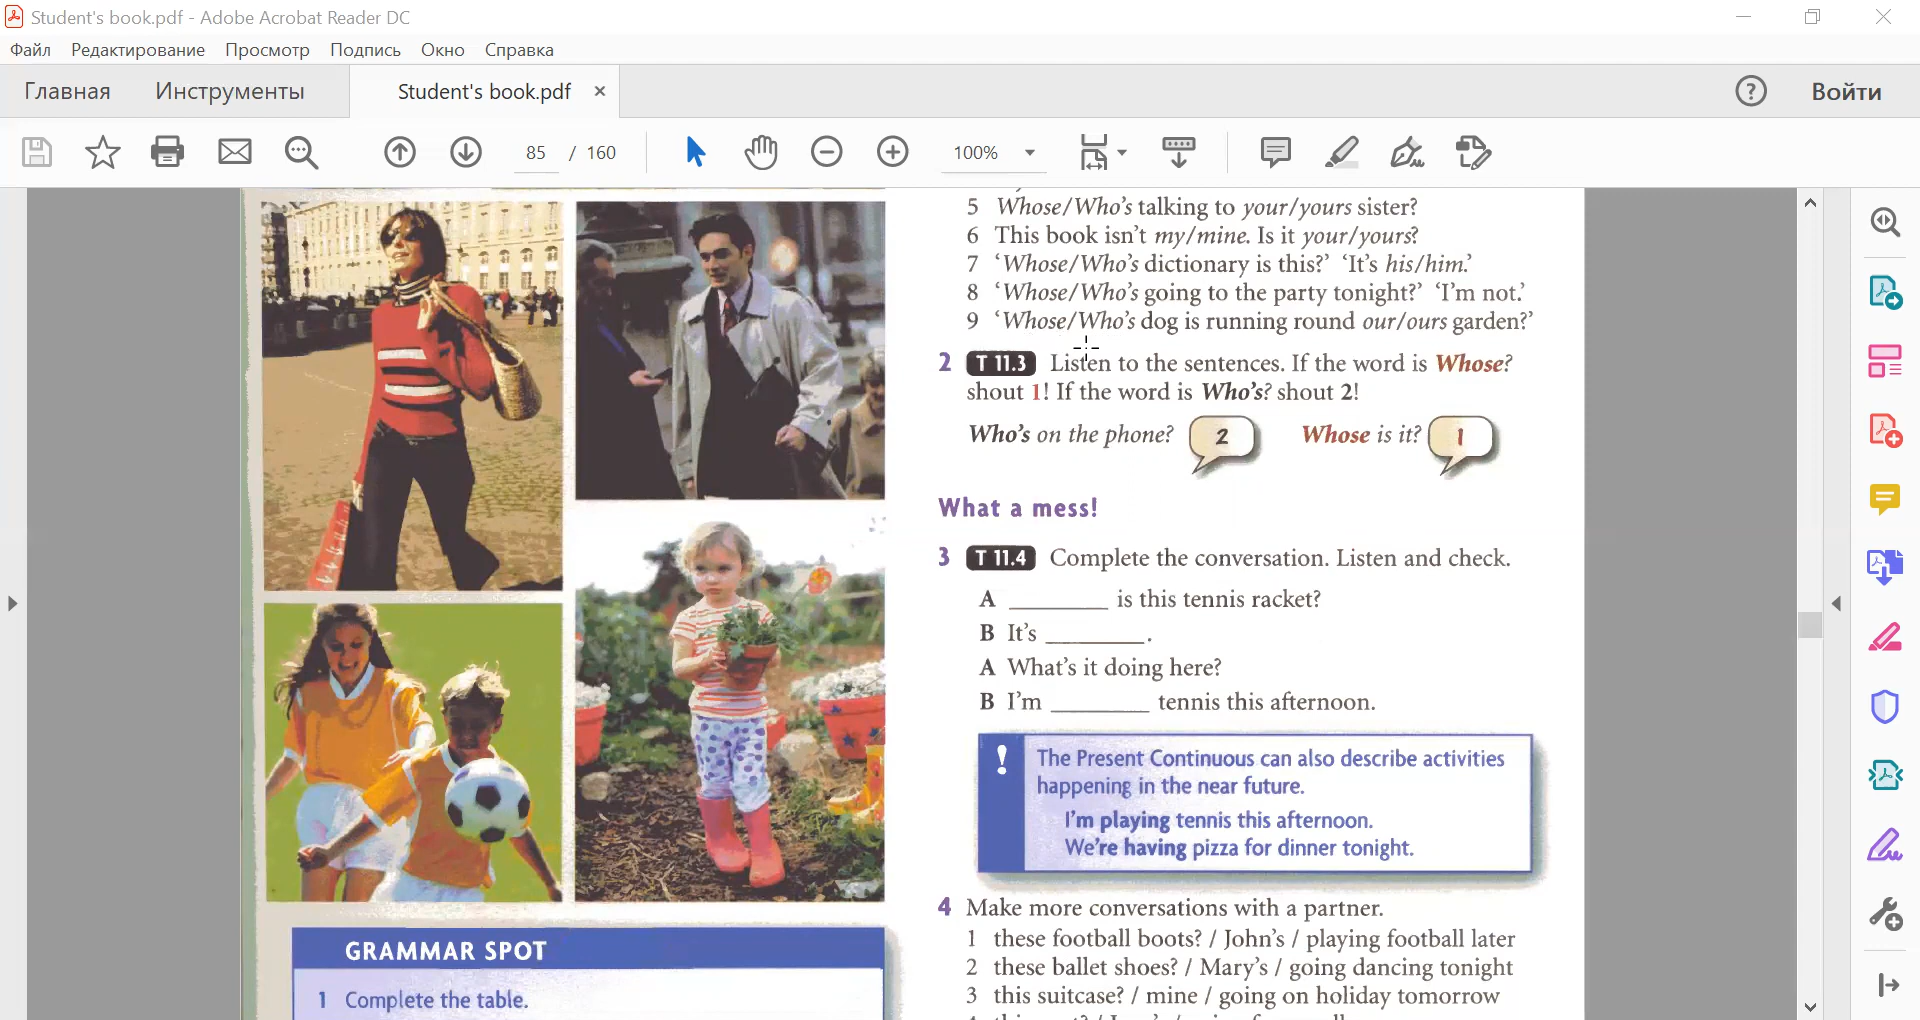 Student's book.pdf - Adobe Acrobat Reader DC
Файл Редактирование Просмотр Подпись Окно Справка
Главная Инструменты Student's book.pdf Войти
85 / 160 100%
5 Whose/Who's talking to your/yours sister?
6 This book isn't my/mine. Is it your/yours?
7 ‘Whose/Who's dictionary is this?’ ‘It's his/him.’
8 ‘Whose/Who's going to the party tonight?’ ‘I'm not.’
9 ‘Whose/Who's dog is running round our/ours garden?’
2 T 11.3 Listen to the sentences. If the word is Whose?
shout 1! If the word is Who's? shout 2!
Who's on the phone? 2 Whose is it? 1
What a mess!
3 T 11.4 Complete the conversation. Listen and check.
A ________ is this tennis racket?
B It's ________.
A What's it doing here?
B I'm ________ tennis this afternoon.
! The Present Continuous can also describe activities
happening in the near future.
I'm playing tennis this afternoon.
We're having pizza for dinner tonight.
4 Make more conversations with a partner.
1 these football boots? / John's / playing football later
2 these ballet shoes? / Mary's / going dancing tonight
3 this suitcase? / mine / going on holiday tomorrow
GRAMMAR SPOT
1 Complete the table.